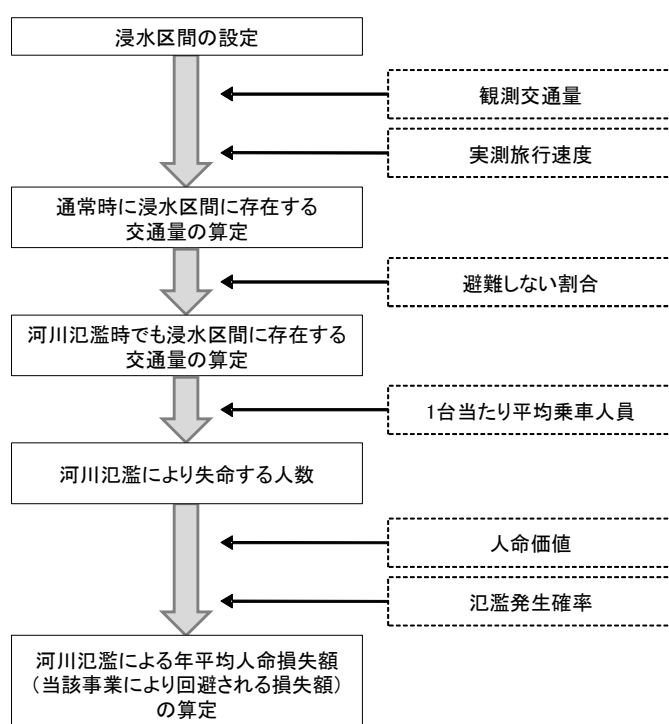 浸水区間の設定
観測交通量
実測旅行速度
通常時に浸水区間に存在する
交通量の算定
避難しない割合
河川氾濫時でも浸水区間に存在する
交通量の算定
1台当たり平均乗車人員
河川氾濫により失命する人数
人命価値
氾濫発生確率
河川氾濫による年平均人命損失額
(当該事業により回避される損失額)
の算定